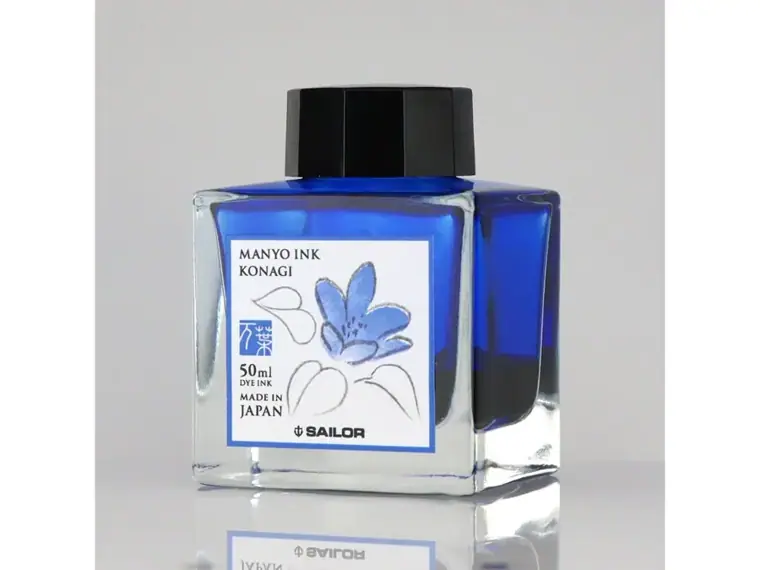 MANYO INK
KONAGI
万葉
50ml
DYE INK
MADE IN
JAPAN
SAILOR